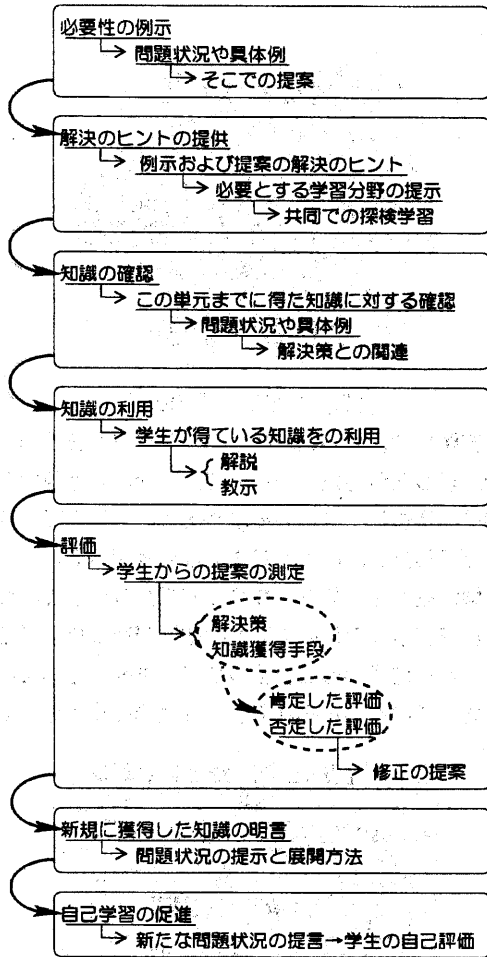 必要性の例示
問題状況や具体例
そこでの提案
解決のヒントの提供
例示および提案の解決のヒント
必要とする学習分野の提示
共同での探検学習
知識の確認
この単元までに得た知識に対する確認
問題状況や具体例
解決策との関連
知識の利用
学生が得ている知識をの利用
解説
教示
評価
学生からの提案の測定
解決策
知識獲得手段
肯定した評価
否定した評価
修正の提案
新規に獲得した知識の明言
問題状況の提示と展開方法
自己学習の促進
新たな問題状況の提言→学生の自己評価